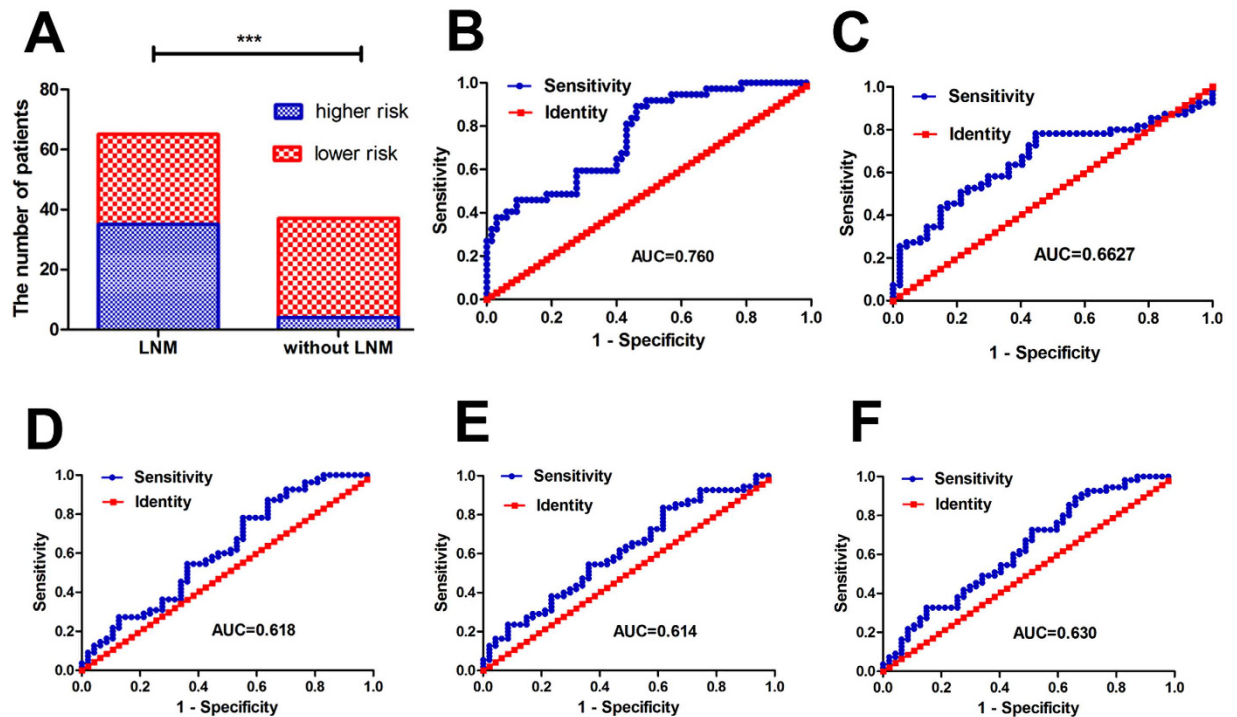 A
***
The number of patients
80
60
40
20
0
higher risk
lower risk
LNM
without LNM
B
Sensitivity
1.0
0.8
0.6
0.4
0.2
0.0
Sensitivity
Identity
AUC=0.760
0.0 0.2 0.4 0.6 0.8 1.0
1 - Specificity
C
Sensitivity
1.0
0.8
0.6
0.4
0.2
0.0
Sensitivity
Identity
AUC=0.6627
0.0 0.2 0.4 0.6 0.8 1.0
1 - Specificity
D
Sensitivity
1.0
0.8
0.6
0.4
0.2
0.0
Sensitivity
Identity
AUC=0.618
0.0 0.2 0.4 0.6 0.8 1.0
1 - Specificity
E
Sensitivity
1.0
0.8
0.6
0.4
0.2
0.0
Sensitivity
Identity
AUC=0.614
0.0 0.2 0.4 0.6 0.8 1.0
1 - Specificity
F
Sensitivity
1.0
0.8
0.6
0.4
0.2
0.0
Sensitivity
Identity
AUC=0.630
0.0 0.2 0.4 0.6 0.8 1.0
1 - Specificity